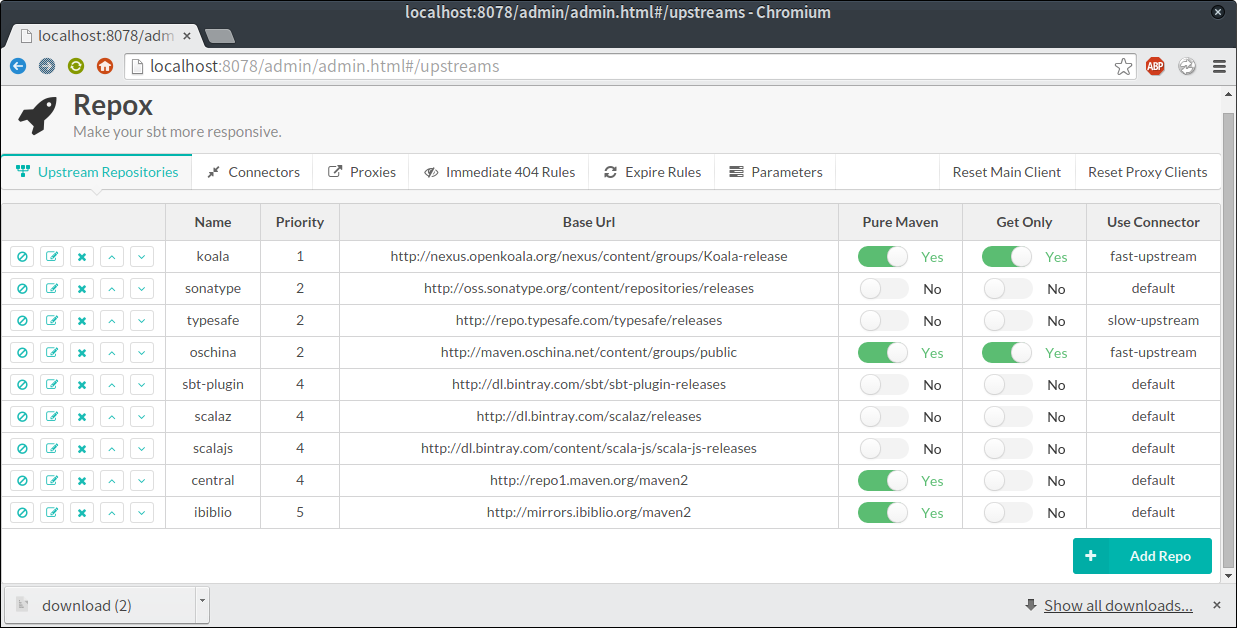 localhost:8078/admin/admin.html#/upstreams - Chromium
localhost:8078/adm
localhost:8078/admin/admin.html#/upstreams
ABP
Repox
Make your sbt more responsive.
Upstream Repositories Connectors Proxies Immediate 404 Rules Expire Rules Parameters Reset Main Client Reset Proxy Clients
Name Priority Base Url Pure Maven Get Only Use Connector
koala 1 http://nexus.openkoala.org/nexus/content/groups/Koala-release Yes Yes fast-upstream
sonatype 2 http://oss.sonatype.org/content/repositories/releases No No default
typesafe 2 http://repo.typesafe.com/typesafe/releases No No slow-upstream
oschina 2 http://maven.oschina.net/content/groups/public Yes Yes fast-upstream
sbt-plugin 4 http://dl.bintray.com/sbt/sbt-plugin-releases No No default
scalaz 4 http://dl.bintray.com/scalaz/releases No No default
scalajs 4 http://dl.bintray.com/content/scala-js/scala-js-releases No No default
central 4 http://repo1.maven.org/maven2 Yes No default
ibiblio 5 http://mirrors.ibiblio.org/maven2 Yes No default
Add Repo
download (2) Show all downloads...